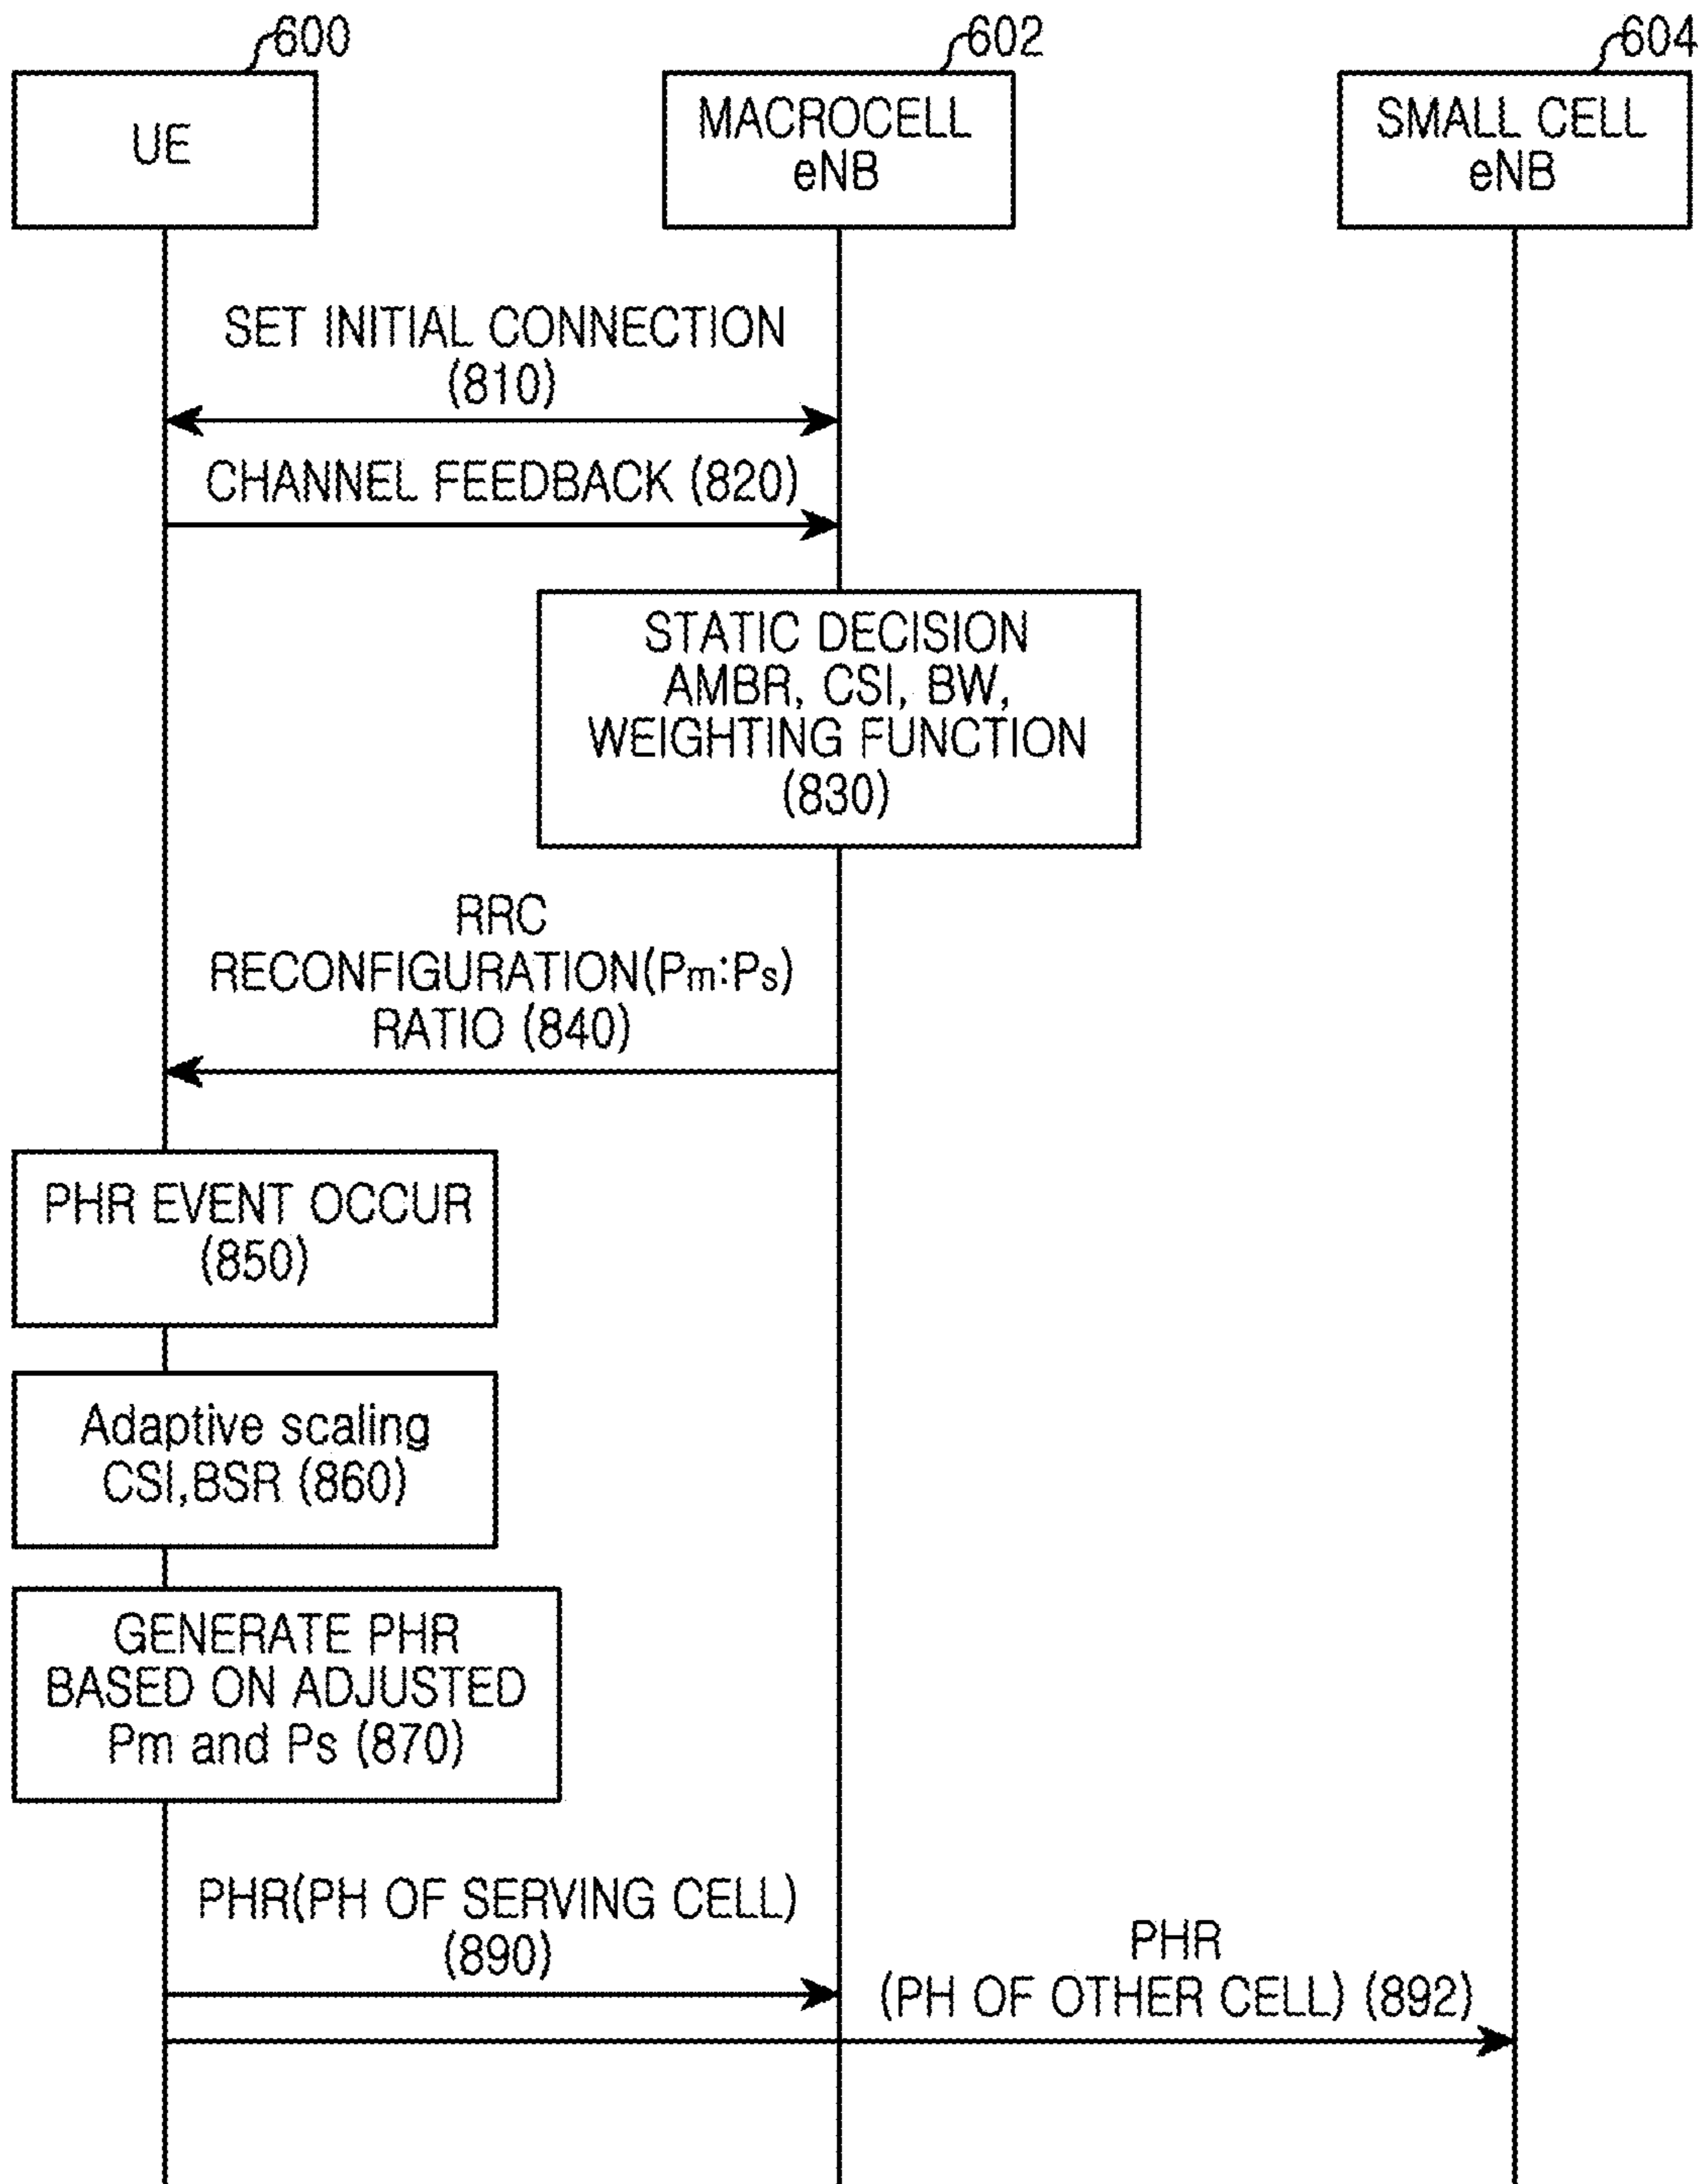 600
602
604
UE
MACROCELL
eNB
SMALL CELL
eNB
SET INITIAL CONNECTION
(810)
CHANNEL FEEDBACK (820)
STATIC DECISION
AMBR, CSI, BW,
WEIGHTING FUNCTION
(830)
RRC
RECONFIGURATION(Pm:Ps)
RATIO (840)
PHR EVENT OCCUR
(850)
Adaptive scaling
CSI,BSR (860)
GENERATE PHR
BASED ON ADJUSTED
Pm and Ps (870)
PHR(PH OF SERVING CELL)
(890)
PHR
(PH OF OTHER CELL) (892)